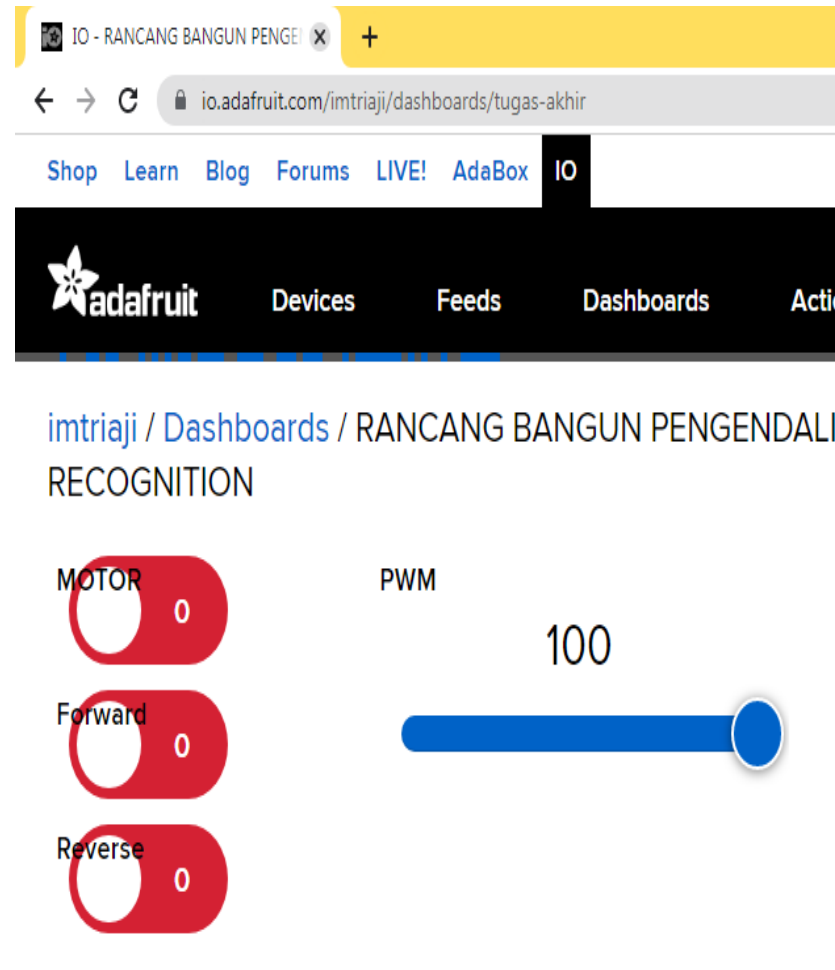 IO - RANCANG BANGUN PENGE
io.adafruit.com/imtriaji/dashboards/tugas-akhir
Shop Learn Blog Forums LIVE! AdaBox IO
adafruit Devices Feeds Dashboards Acti
imtriaji / Dashboards / RANCANG BANGUN PENGENDALI
RECOGNITION
MOTOR
0
PWM
100
Forward
0
Reverse
0